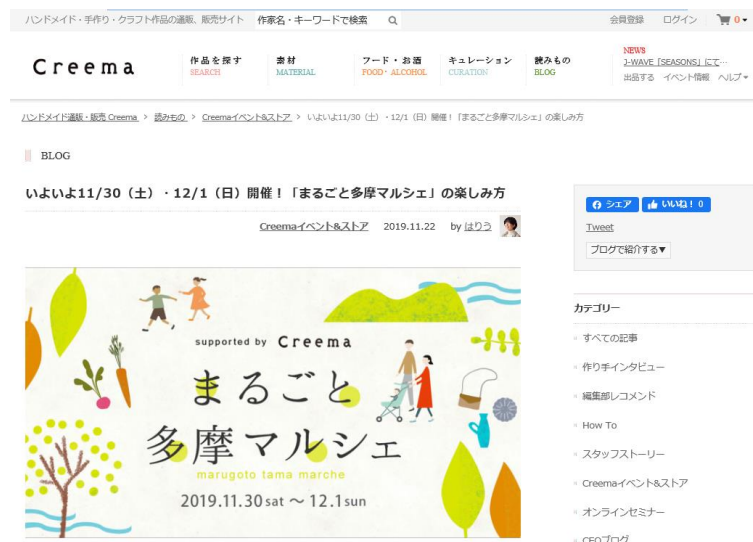 ハンドメイド・手作り・クラフト作品の通販、販売サイト
作家名・キーワードで検索
会員登録 ログイン 0
Creema
作品を探す
SEARCH
素材
MATERIAL
フード・お酒
FOOD・ALCOHOL
キュレーション
CURATION
読みもの
BLOG
NEWS
J-WAVE「SEASONS」にて…
出品する イベント情報 ヘルプ
ハンドメイド通販・販売 Creema > 読みもの > Creemaイベント&ストア > いよいよ11/30（土）・12/1（日）開催！「まるごと多摩マルシェ」の楽しみ方
BLOG
いよいよ11/30（土）・12/1（日）開催！「まるごと多摩マルシェ」の楽しみ方
Creemaイベント&ストア 2019.11.22 by はりう
supported by Creema
まるごと
多摩マルシェ
marugoto tama marche
2019.11.30 sat ～ 12.1 sun
シェア いいね！ 0
Tweet
ブログで紹介する▼
カテゴリー
すべての記事
作り手インタビュー
編集部レコメンド
How To
スタッフストーリー
Creemaイベント&ストア
オンラインセミナー
CEOブログ